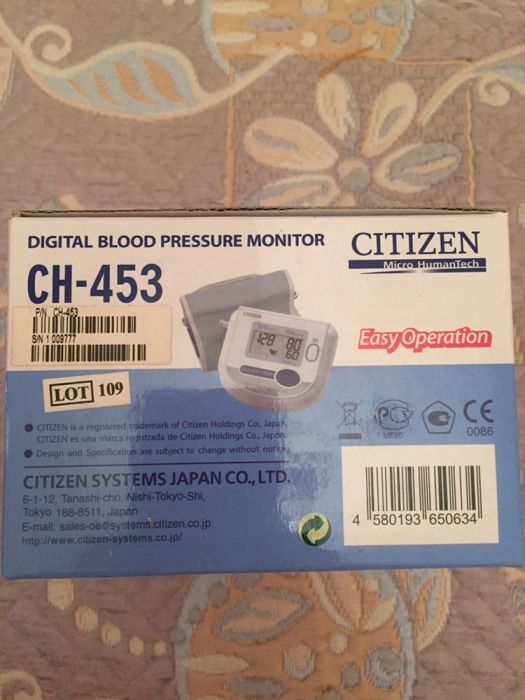 DIGITAL BLOOD PRESSURE MONITOR
CITIZEN
Micro HumanTech
CH-453
P/N CH-453
S/N 1 009777
CITIZEN
128
80
60
M
Easy Operation
LOT 109
● CITIZEN is a registered trademark of Citizen Holdings Co., Japan.
CITIZEN es una marca registrada de Citizen Holdings Co., Japón.
● Design and Specification are subject to change without notice.
ME20
0086
CITIZEN SYSTEMS JAPAN CO., LTD.
6-1-12, Tanashi-cho, Nishi-Tokyo-Shi,
Tokyo 188-8511, Japan
E-mail: sales-oe@systems.citizen.co.jp
http://www.citizen-systems.co.jp/
4 580193 650634